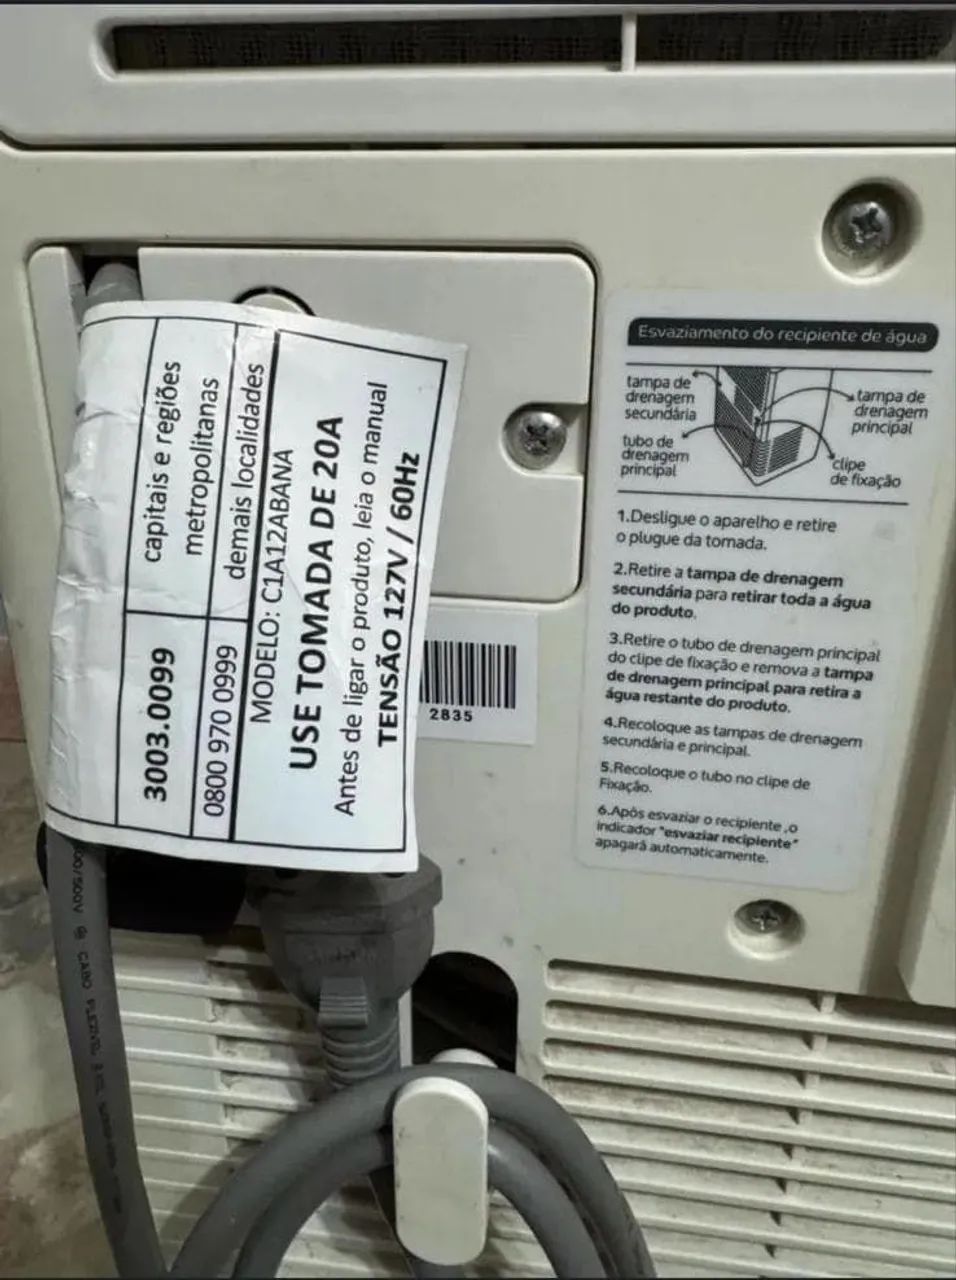 capitais e regiões
metropolitanas
demais localidades
3003.0099
0800 970 0999
MODELO: C1A12ABANA
USE TOMADA DE 20A
Antes de ligar o produto, leia o manual
TENSÃO 127V / 60Hz
2835
Esvaziamento do recipiente de água
tampa de
drenagem
secundária
tubo de
drenagem
principal
tampa de
drenagem
principal
clipe
de fixação
1.Desligue o aparelho e retire
o plugue da tomada.
2.Retire a tampa de drenagem
secundária para retirar toda a água
do produto.
3.Retire o tubo de drenagem principal
do clipe de fixação e remova a tampa
de drenagem principal para retira a
água restante do produto.
4.Recoloque as tampas de drenagem
secundária e principal.
5.Recoloque o tubo no clipe de
Fixação.
6.Após esvaziar o recipiente ,o
indicador "esvaziar recipiente"
apagará automaticamente.
00/500V CABO